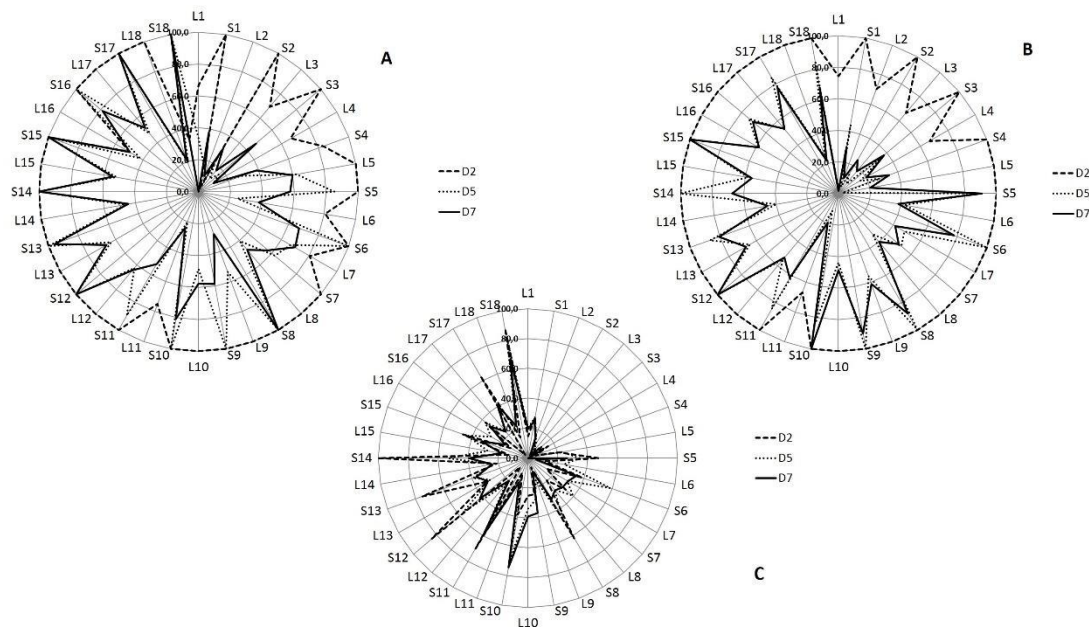 A
L1
S1
L2
S2
L3
S3
L4
S4
L5
S5
L6
S6
L7
S7
L8
S8
L9
S9
L10
S10
L11
S11
L12
S12
L13
S13
L14
S14
L15
S15
L16
S16
L17
S17
L18
S18
100,0
80,0
60,0
40,0
20,0
0,0
D2
D5
D7
B
L1
S1
L2
S2
L3
S3
L4
S4
L5
S5
L6
S6
L7
S7
L8
S8
L9
S9
L10
S10
L11
S11
L12
S12
L13
S13
L14
S14
L15
S15
L16
S16
L17
S17
L18
S18
100,0
80,0
60,0
40,0
20,0
0,0
D2
D5
D7
C
L1
S1
L2
S2
L3
S3
L4
S4
L5
S5
L6
S6
L7
S7
L8
S8
L9
S9
L10
S10
L11
S11
L12
S12
L13
S13
L14
S14
L15
S15
L16
S16
L17
S17
L18
S18
100,0
80,0
60,0
40,0
20,0
0,0
D2
D5
D7